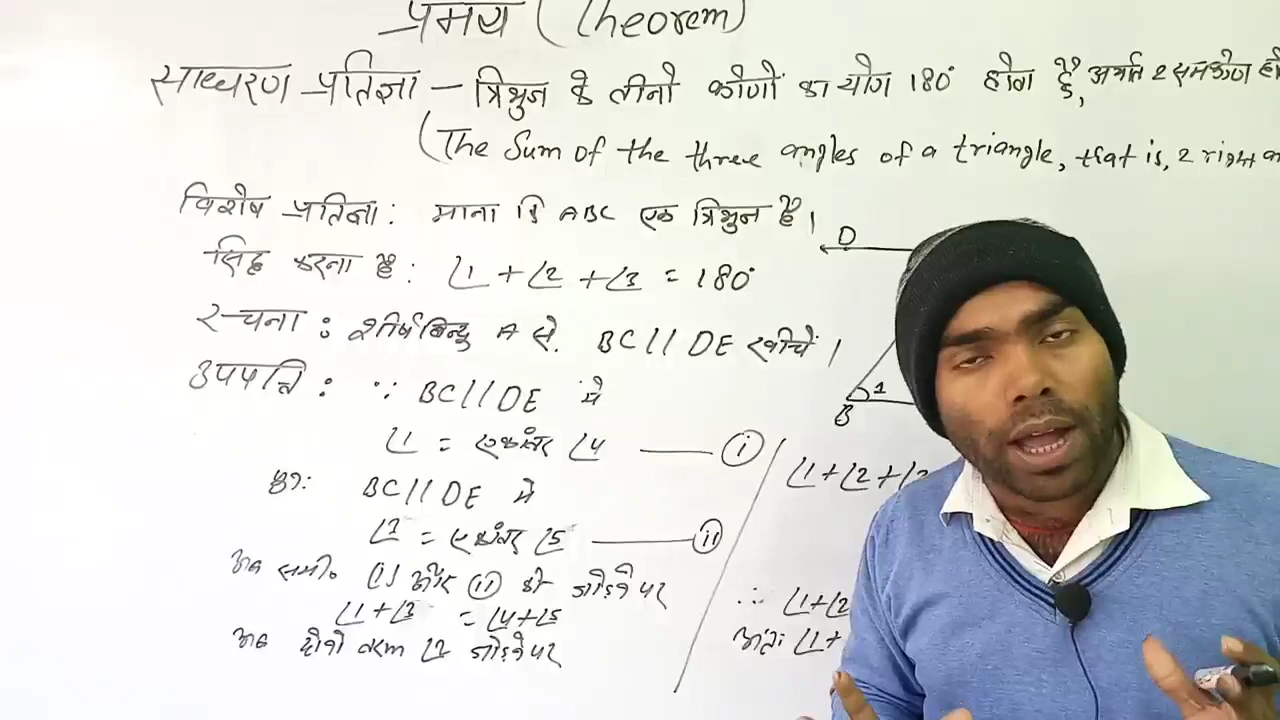 प्रमेय (Theorem)
साधारण प्रतिज्ञा – त्रिभुज के तीनो कोणों का योग 180° होता है, अर्थात 2 समकोण हो
(The Sum of the three angles of a triangle, that is, 2 right an
विशेष प्रतिज्ञा : माना कि ABC एक त्रिभुज है।
सिद्ध करना है : ∠1 + ∠2 + ∠3 = 180°
रचना : शीर्षबिन्दु A से. BC // DE खीचें।
उपपत्ति : ∵ BC // DE मे
∠1 = एकांतर ∠4 —— (i)
पुनः BC // DE मे
∠3 = एकांतर ∠5 —— (ii)
अब समी० (i) और (ii) को जोड़ने पर
∠1 + ∠3 = ∠4 + ∠5
अब दोनो तरफ ∠2 जोड़ने पर
D
1
B
∠1 + ∠2 + ∠3
∴ ∠1 + ∠2
अतः ∠1 +